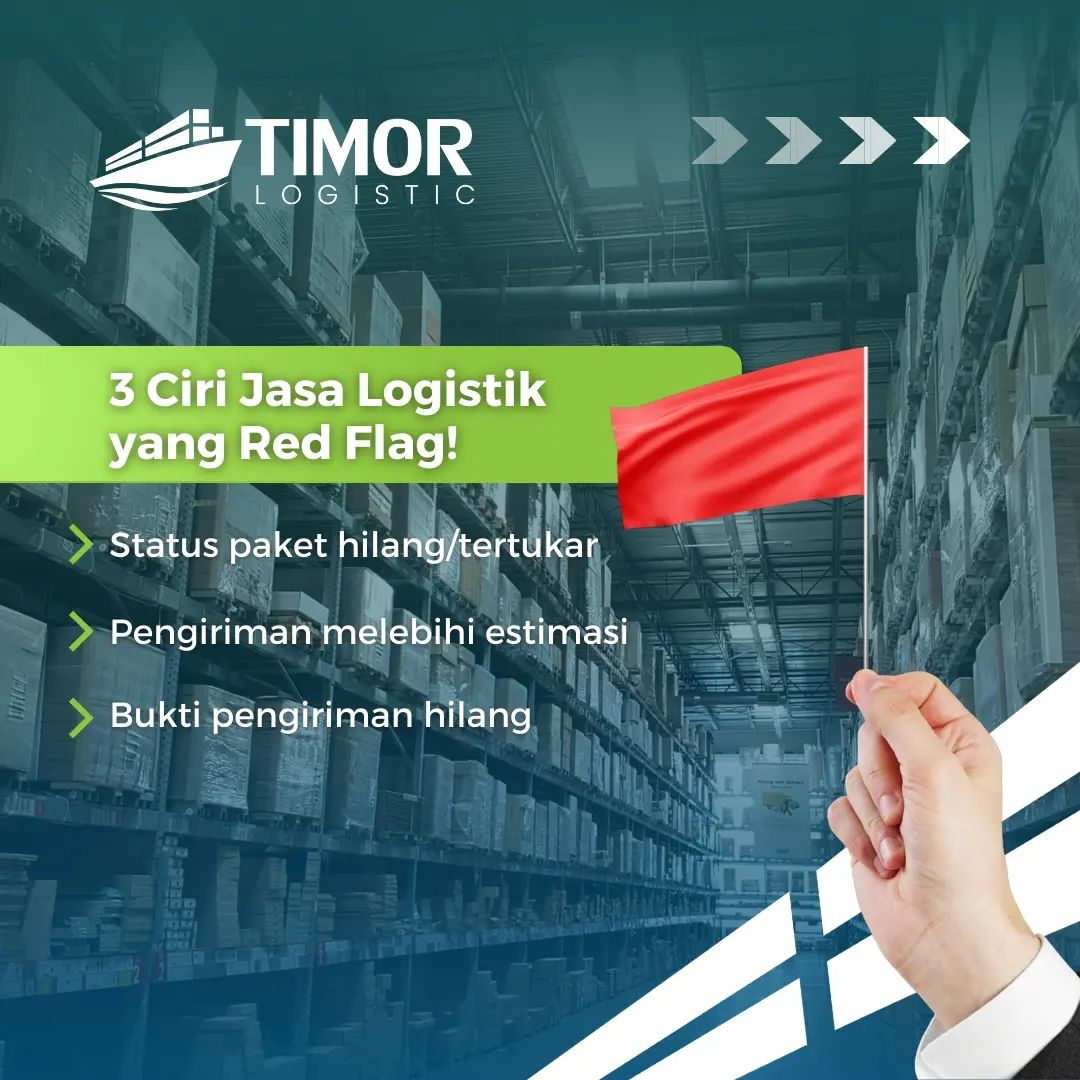 TIMOR
LOGISTIC
3 Ciri Jasa Logistik
yang Red Flag!
Status paket hilang/tertukar
Pengiriman melebihi estimasi
Bukti pengiriman hilang